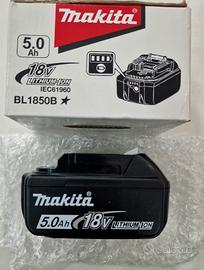 makita
5.0
Ah
18V
LITHIUM-ION
IEC61960
BL1850B ★
makita
5.0Ah 18V LITHIUM ION